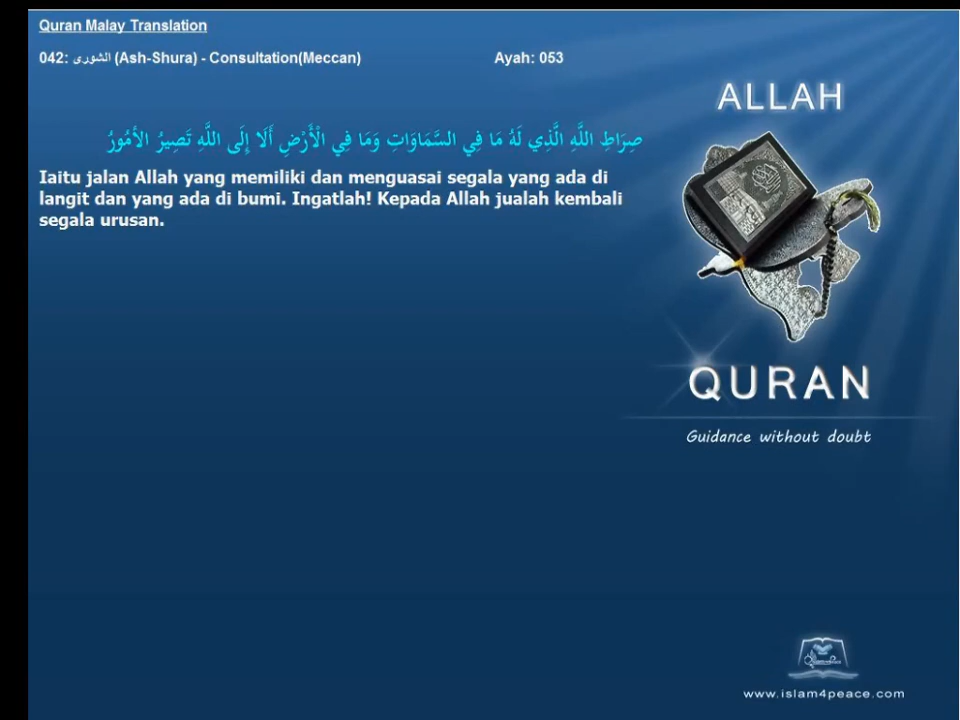 Quran Malay Translation
042: الشورى (Ash-Shura) - Consultation(Meccan) Ayah: 053
صِرَاطِ اللَّهِ الَّذِي لَهُ مَا فِي السَّمَاوَاتِ وَمَا فِي الْأَرْضِ أَلَا إِلَى اللَّهِ تَصِيرُ الأُمُورُ
Iaitu jalan Allah yang memiliki dan menguasai segala yang ada di
langit dan yang ada di bumi. Ingatlah! Kepada Allah jualah kembali
segala urusan.
ALLAH
QURAN
Guidance without doubt
www.islam4peace.com